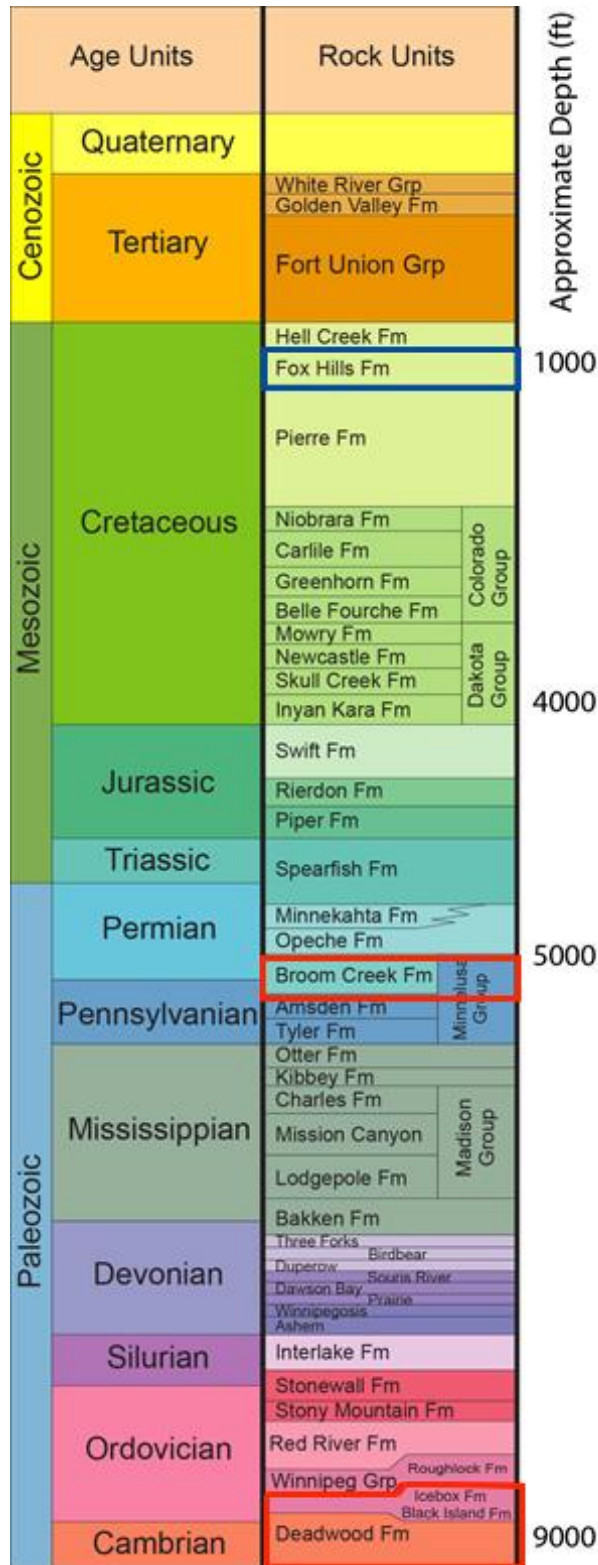 Age Units
Rock Units
Approximate Depth (ft)
Cenozoic
Quaternary
Tertiary
White River Grp
Golden Valley Fm
Fort Union Grp
Mesozoic
Cretaceous
Hell Creek Fm
Fox Hills Fm
1000
Pierre Fm
Niobrara Fm
Carlile Fm
Greenhorn Fm
Belle Fourche Fm
Colorado
Group
Mowry Fm
Newcastle Fm
Skull Creek Fm
Inyan Kara Fm
Dakota
Group
4000
Jurassic
Swift Fm
Rierdon Fm
Piper Fm
Triassic
Spearfish Fm
Paleozoic
Permian
Minnekahta Fm
Opeche Fm
5000
Broom Creek Fm
Minnelusa
Group
Pennsylvanian
Amsden Fm
Tyler Fm
Mississippian
Otter Fm
Kibbey Fm
Charles Fm
Mission Canyon
Lodgepole Fm
Madison
Group
Bakken Fm
Devonian
Three Forks
Birdbear
Duperow
Souris River
Dawson Bay
Prairie
Winnipegosis
Ashern
Silurian
Interlake Fm
Ordovician
Stonewall Fm
Stony Mountain Fm
Red River Fm
Roughlock Fm
Winnipeg Grp
Icebox Fm
Black Island Fm
Cambrian
Deadwood Fm
9000